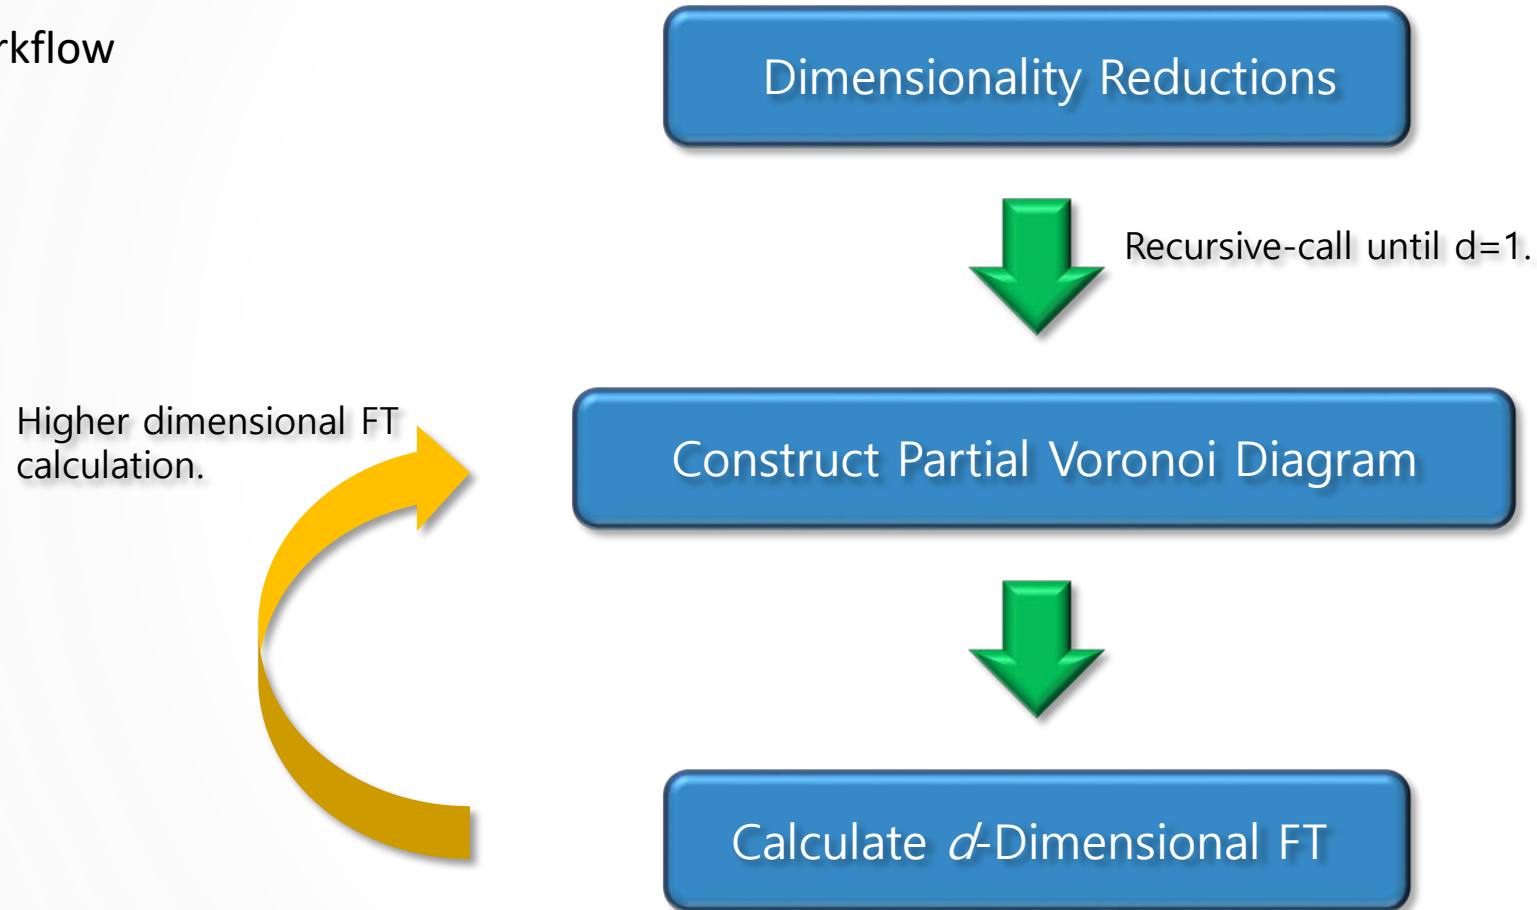 rkflow
Dimensionality Reductions
Recursive-call until d=1.
Higher dimensional FT
calculation.
Construct Partial Voronoi Diagram
Calculate d-Dimensional FT